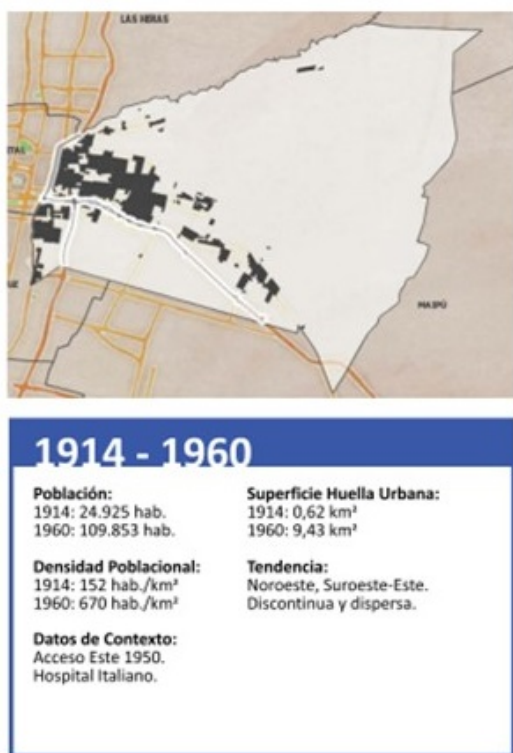 LAS HERAS
MAIPÚ
1914 - 1960
Población:
1914: 24.925 hab.
1960: 109.853 hab.
Densidad Poblacional:
1914: 152 hab./km²
1960: 670 hab./km²
Datos de Contexto:
Acceso Este 1950.
Hospital Italiano.
Superficie Huella Urbana:
1914: 0,62 km²
1960: 9,43 km²
Tendencia:
Noroeste, Suroeste-Este.
Discontinua y dispersa.